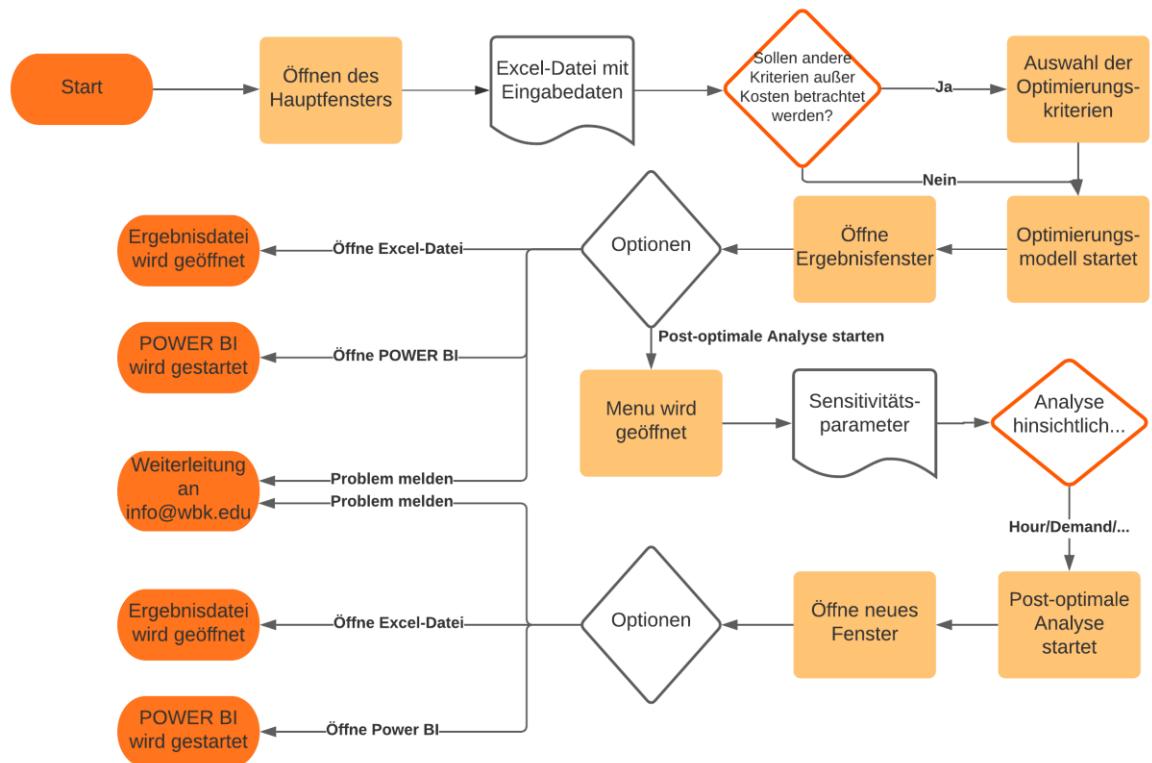 Start
Öffnen des
Hauptfensters
Excel-Datei mit
Eingabedaten
Sollen andere
Kriterien außer
Kosten betrachtet
werden?
Ja
Auswahl der
Optimierungs-
kriterien
Nein
Optimierungs-
modell startet
Öffne
Ergebnisfenster
Optionen
Öffne Excel-Datei
Ergebnisdatei
wird geöffnet
Öffne POWER BI
POWER BI
wird gestartet
Problem melden
Weiterleitung
an
info@wbk.edu
Post-optimale Analyse starten
Menu wird
geöffnet
Sensitivitäts-
parameter
Analyse
hinsichtlich...
Hour/Demand/...
Post-optimale
Analyse
startet
Öffne neues
Fenster
Optionen
Problem melden
Öffne Excel-Datei
Ergebnisdatei
wird geöffnet
Öffne Power BI
POWER BI
wird gestartet